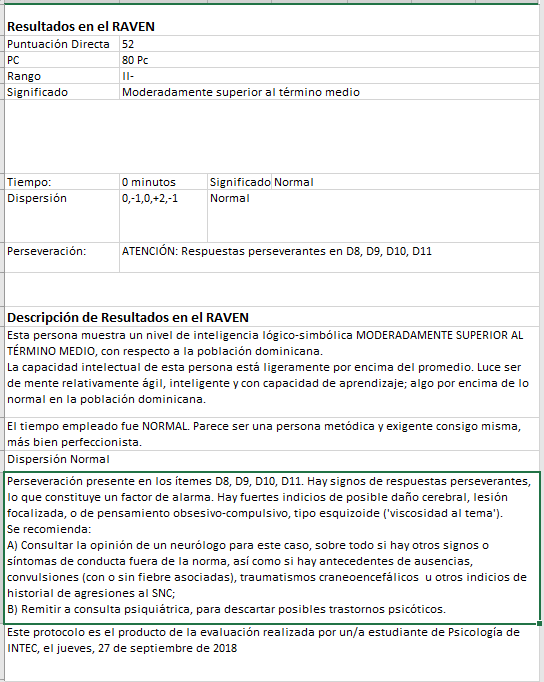 Resultados en el RAVEN
Puntuación Directa 52
PC 80 Pc
Rango II-
Significado Moderadamente superior al término medio
Tiempo: 0 minutos Significado Normal
Dispersión 0,-1,0,+2,-1 Normal
Perseveración: ATENCIÓN: Respuestas perseverantes en D8, D9, D10, D11
Descripción de Resultados en el RAVEN
Esta persona muestra un nivel de inteligencia lógico-simbólica MODERADAMENTE SUPERIOR AL
TÉRMINO MEDIO, con respecto a la población dominicana.
La capacidad intelectual de esta persona está ligeramente por encima del promedio. Luce ser
de mente relativamente ágil, inteligente y con capacidad de aprendizaje; algo por encima de lo
normal en la población dominicana.
El tiempo empleado fue NORMAL. Parece ser una persona metódica y exigente consigo misma,
más bien perfeccionista.
Dispersión Normal
Perseveración presente en los ítemes D8, D9, D10, D11. Hay signos de respuestas perseverantes,
lo que constituye un factor de alarma. Hay fuertes indicios de posible daño cerebral, lesión
focalizada, o de pensamiento obsesivo-compulsivo, tipo esquizoide ('viscosidad al tema').
Se recomienda:
A) Consultar la opinión de un neurólogo para este caso, sobre todo si hay otros signos o
síntomas de conducta fuera de la norma, así como si hay antecedentes de ausencias,
convulsiones (con o sin fiebre asociadas), traumatismos craneoencefálicos u otros indicios de
historial de agresiones al SNC;
B) Remitir a consulta psiquiátrica, para descartar posibles trastornos psicóticos.
Este protocolo es el producto de la evaluación realizada por un/a estudiante de Psicología de
INTEC, el jueves, 27 de septiembre de 2018